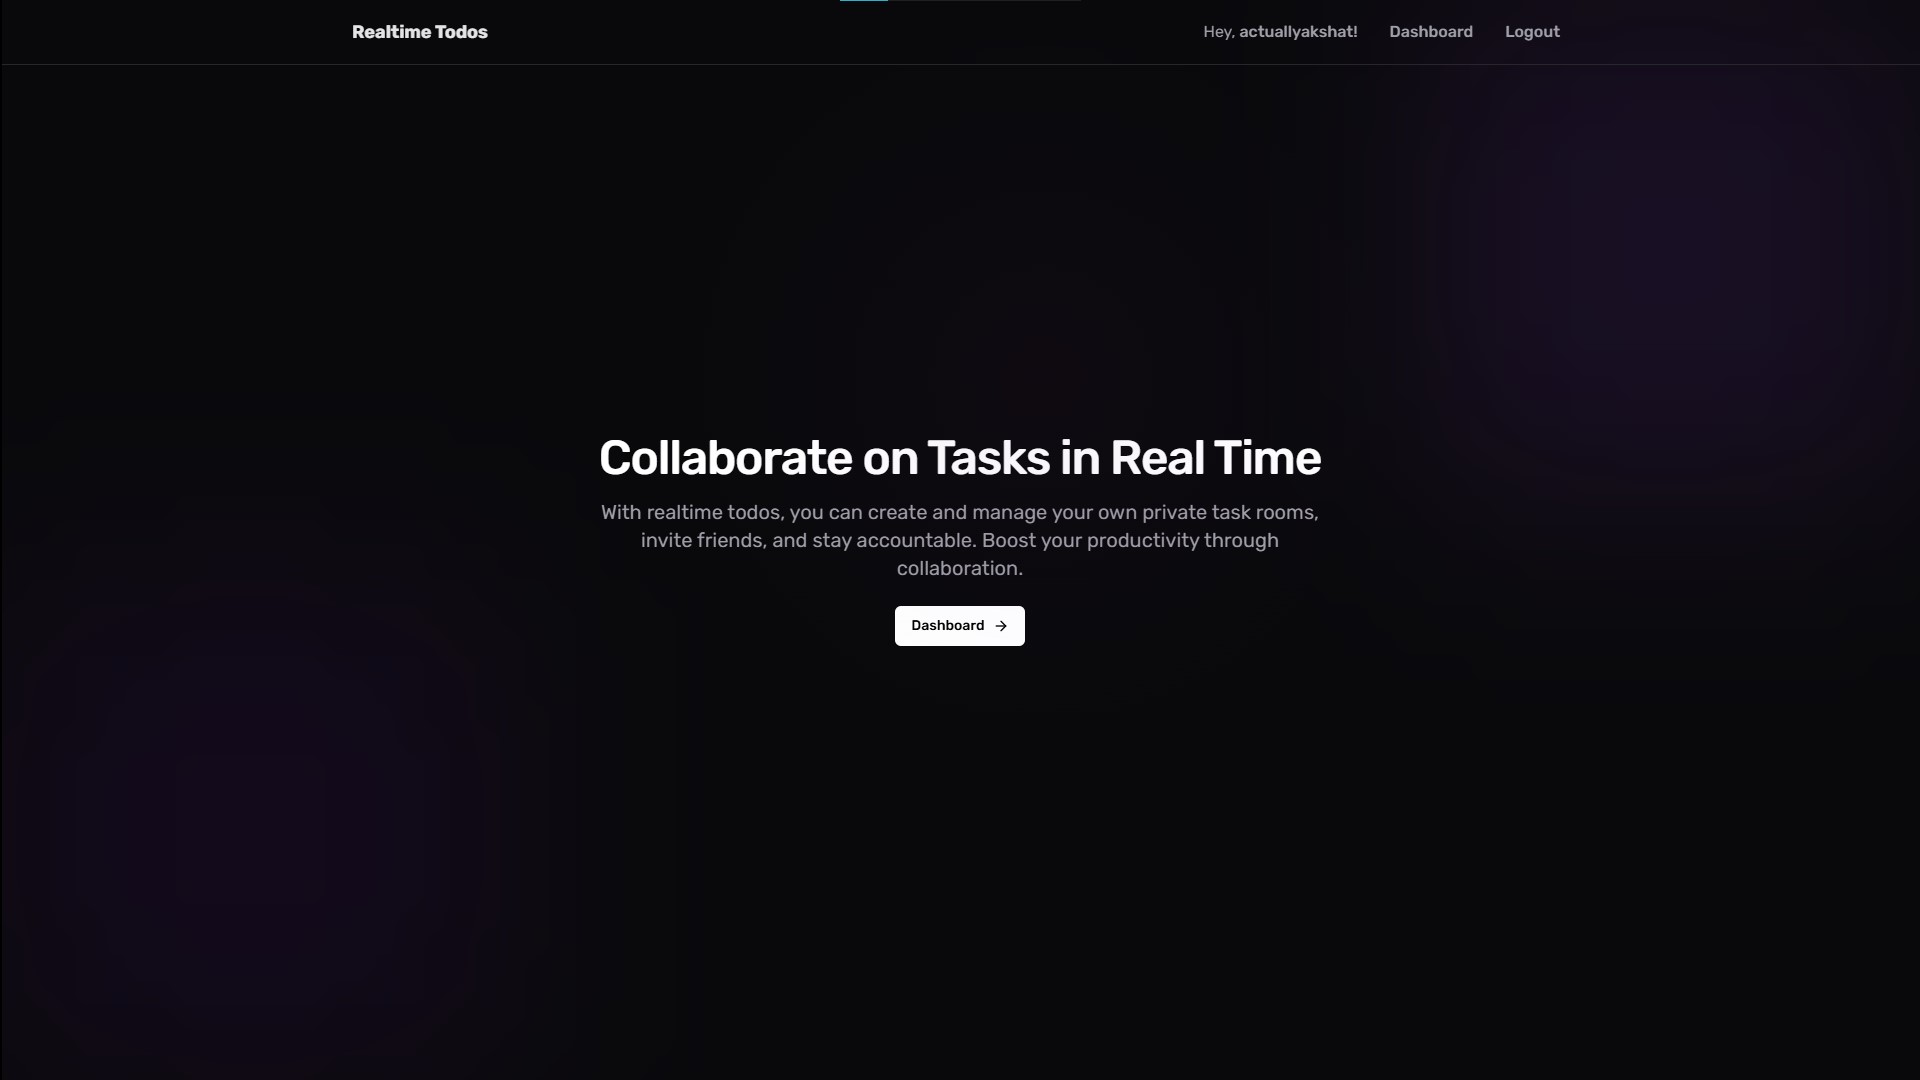 Realtime Todos
Hey, actuallyakshat!
Dashboard
Logout
Collaborate on Tasks in Real Time
With realtime todos, you can create and manage your own private task rooms,
invite friends, and stay accountable. Boost your productivity through
collaboration.
Dashboard